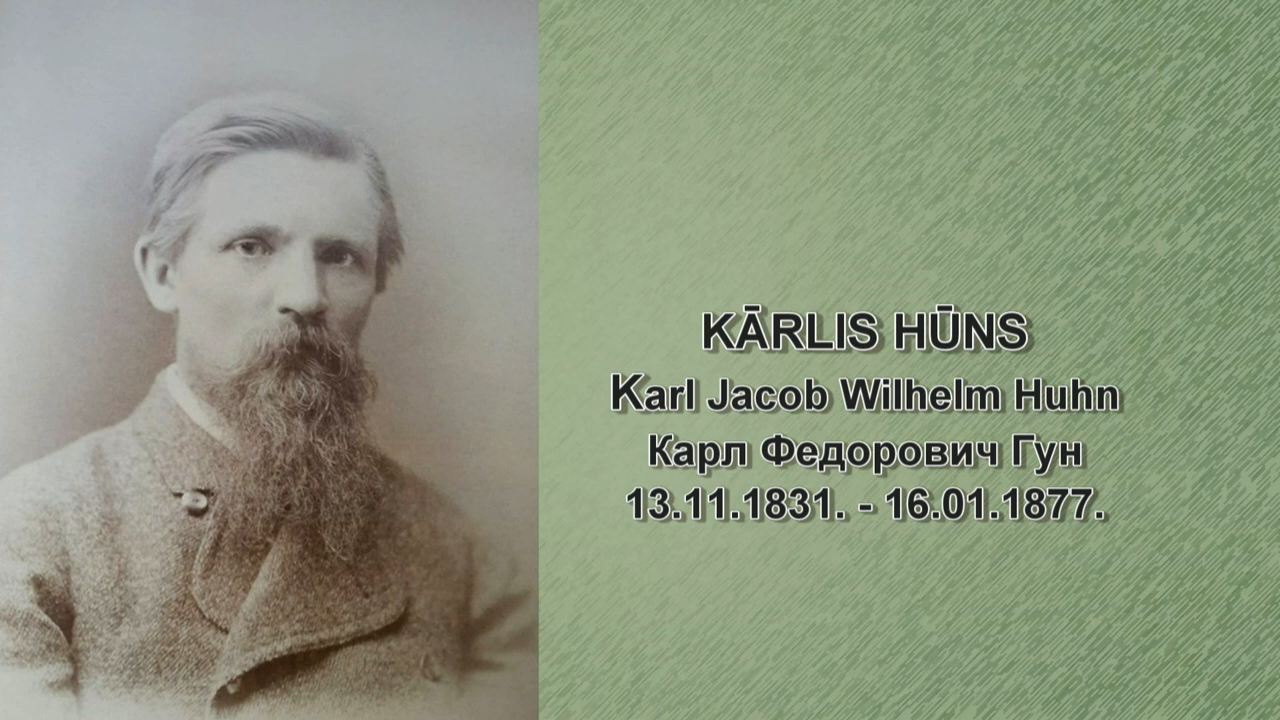 KĀRLIS HŪNS
Karl Jacob Wilhelm Huhn
Карл Федорович Гун
13.11.1831. - 16.01.1877.